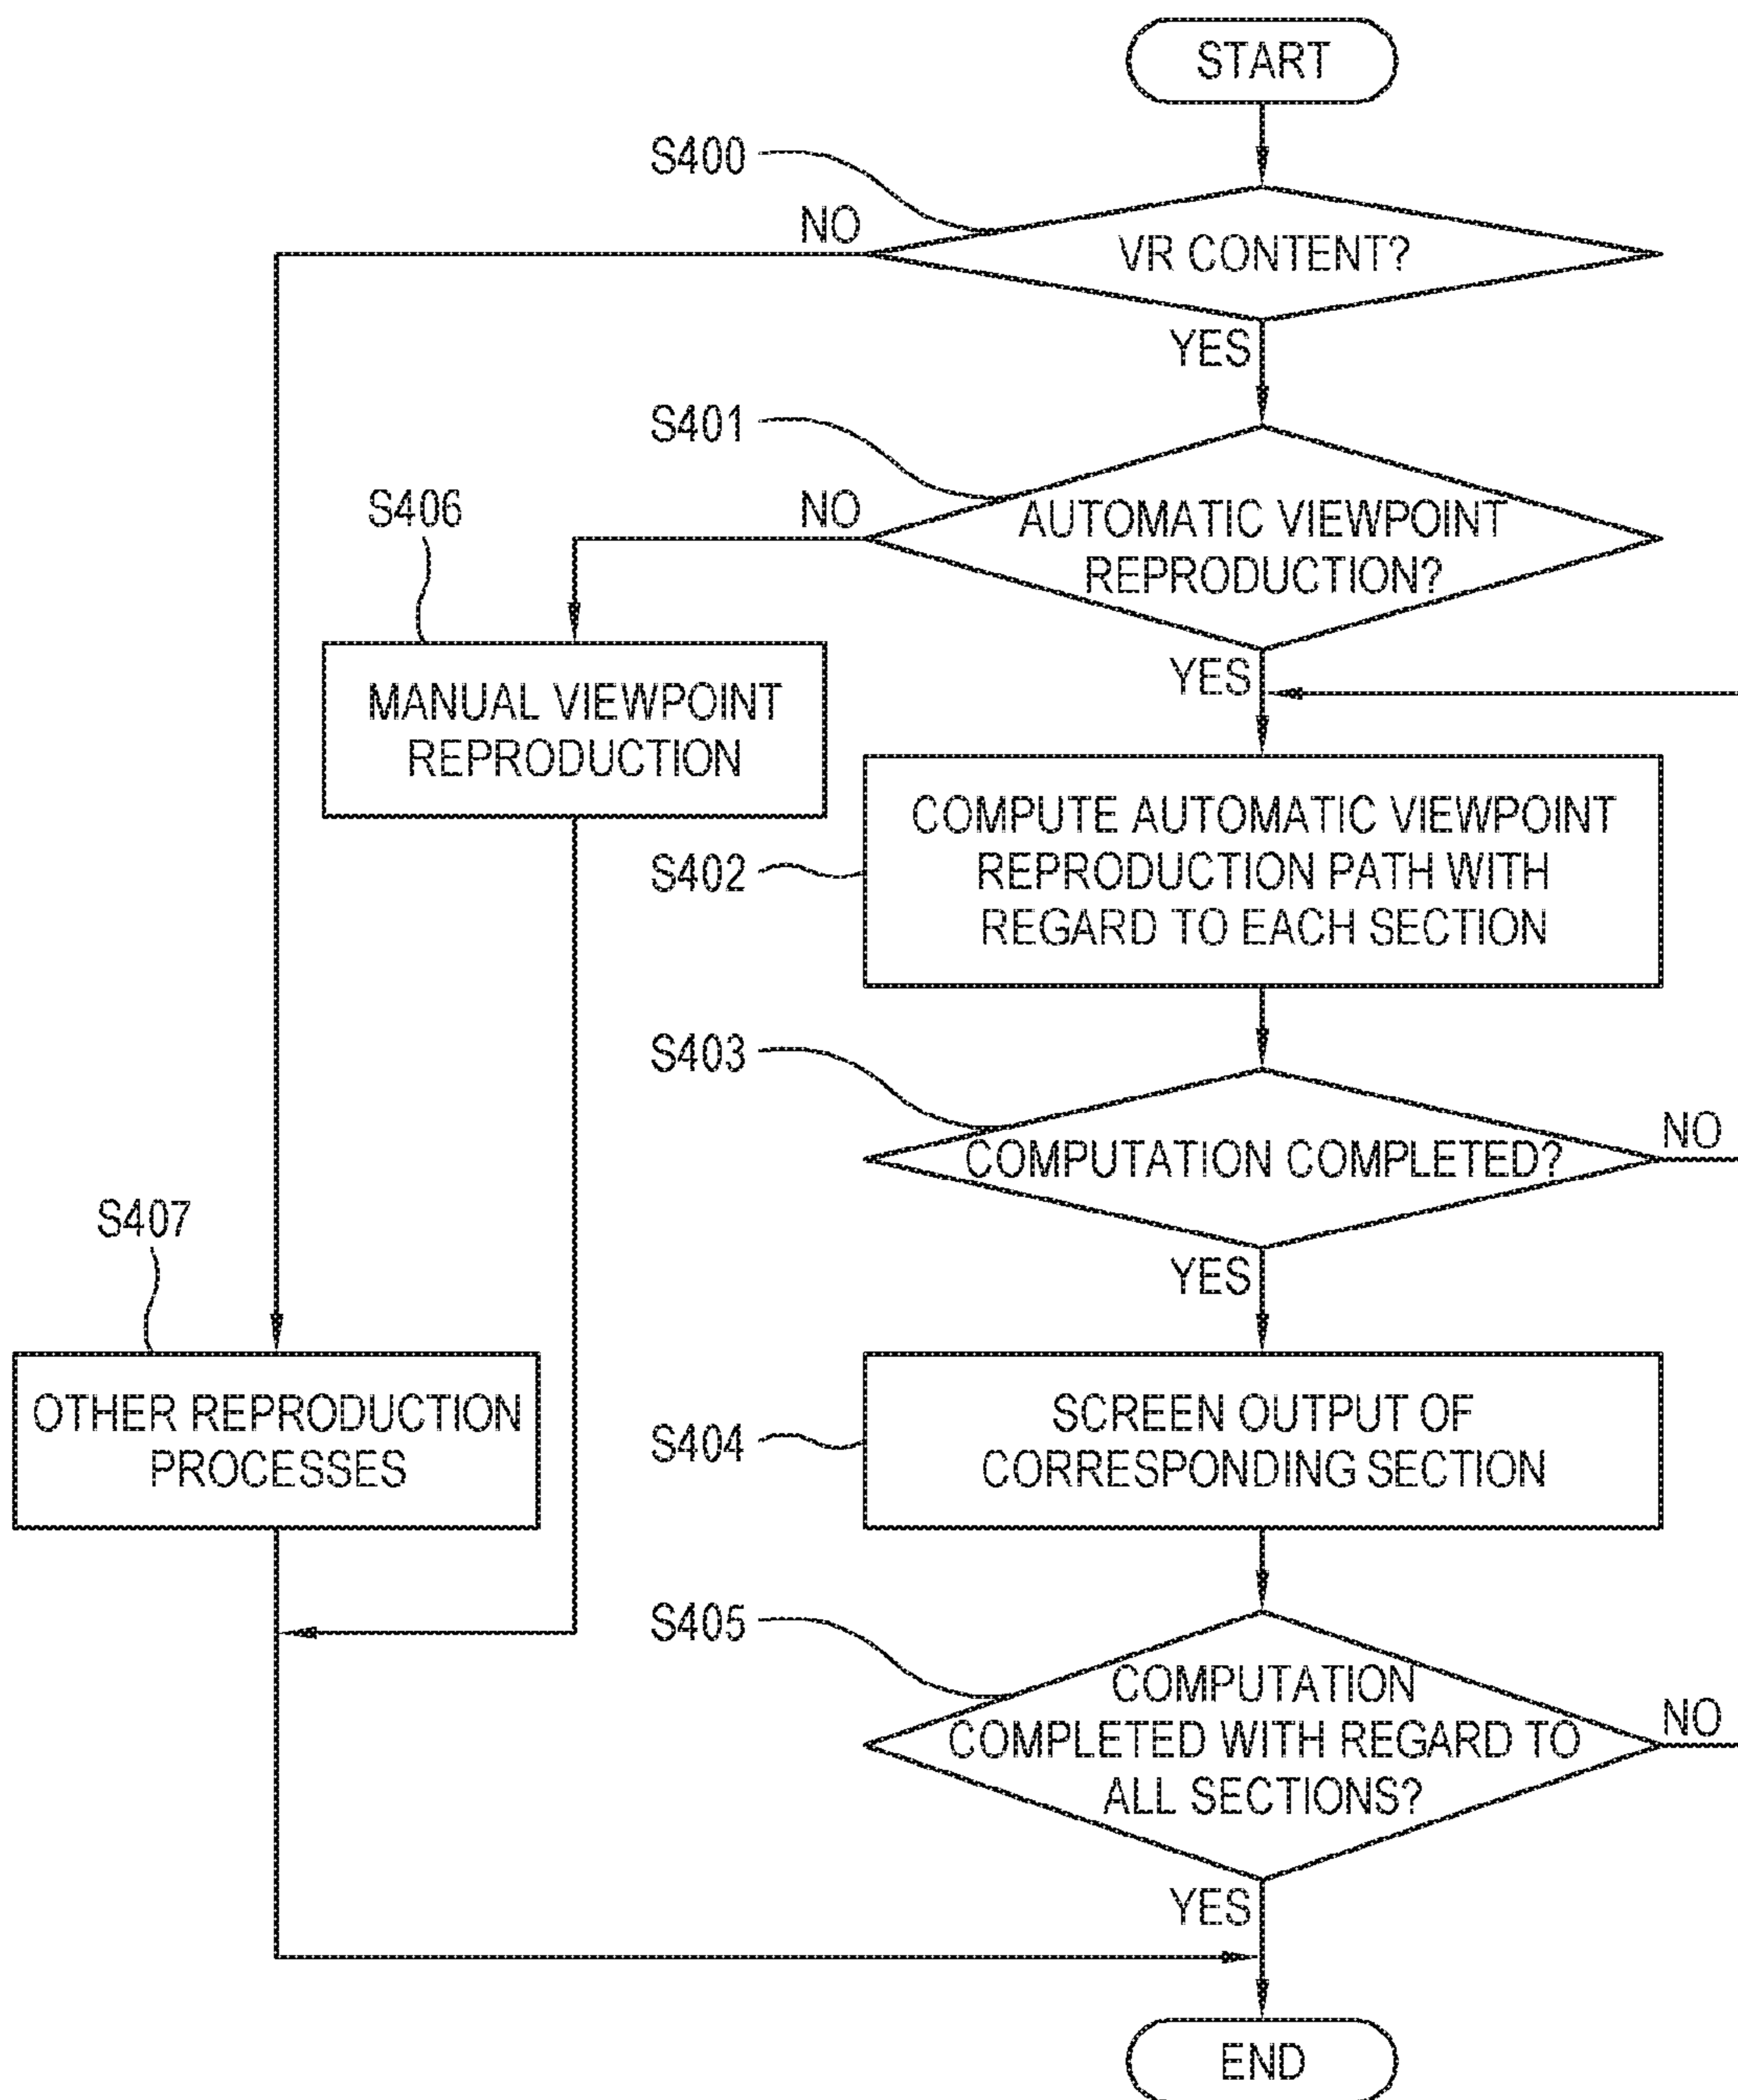 START
S400
NO
VR CONTENT?
YES
S401
NO
AUTOMATIC VIEWPOINT
REPRODUCTION?
YES
S406
MANUAL VIEWPOINT
REPRODUCTION
S402
COMPUTE AUTOMATIC VIEWPOINT
REPRODUCTION PATH WITH
REGARD TO EACH SECTION
S403
COMPUTATION COMPLETED?
NO
YES
S407
OTHER REPRODUCTION
PROCESSES
S404
SCREEN OUTPUT OF
CORRESPONDING SECTION
S405
COMPUTATION
COMPLETED WITH REGARD TO
ALL SECTIONS?
NO
YES
END